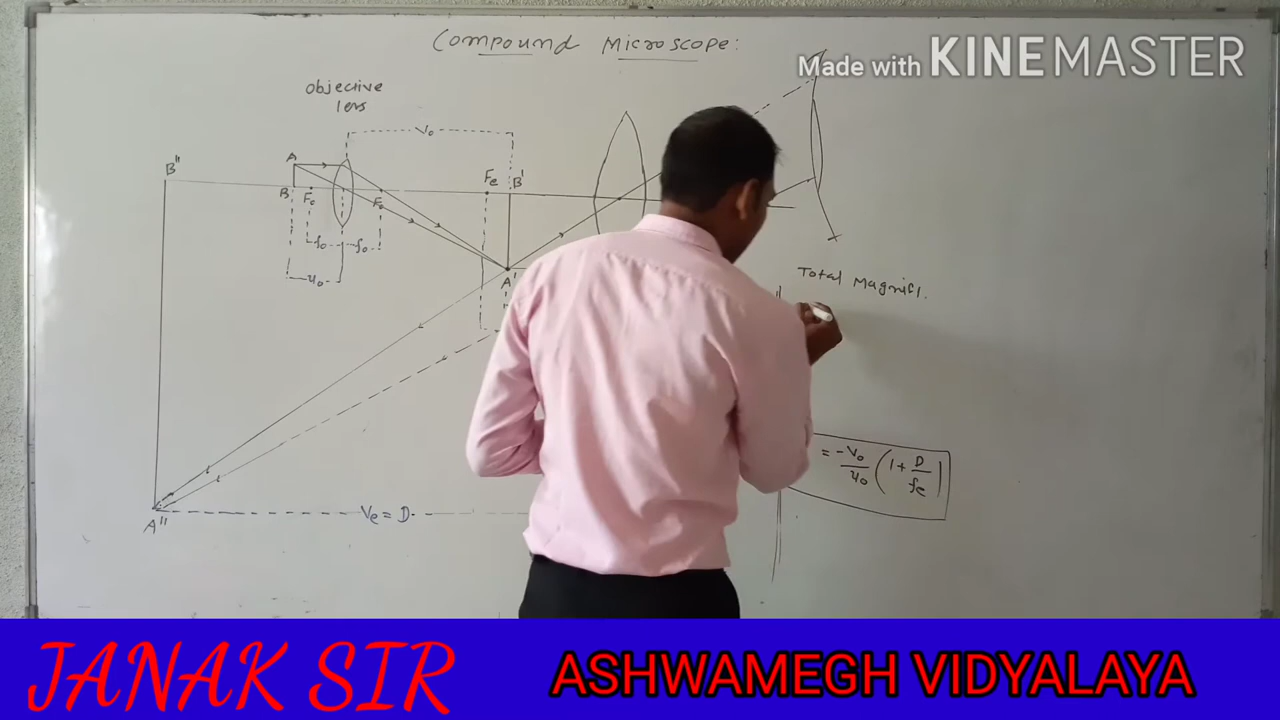 Compound Microscope:
Made with KINEMASTER
objective
lens
V₀
B"
A
Fe
B'
B
F₀
F₀
f₀
f₀
u₀
A'
Total Magnifi.
= -V₀/u₀ (1 + D/fe)
A"
Ve = D
JANAK SIR
ASHWAMEGH VIDYALAYA